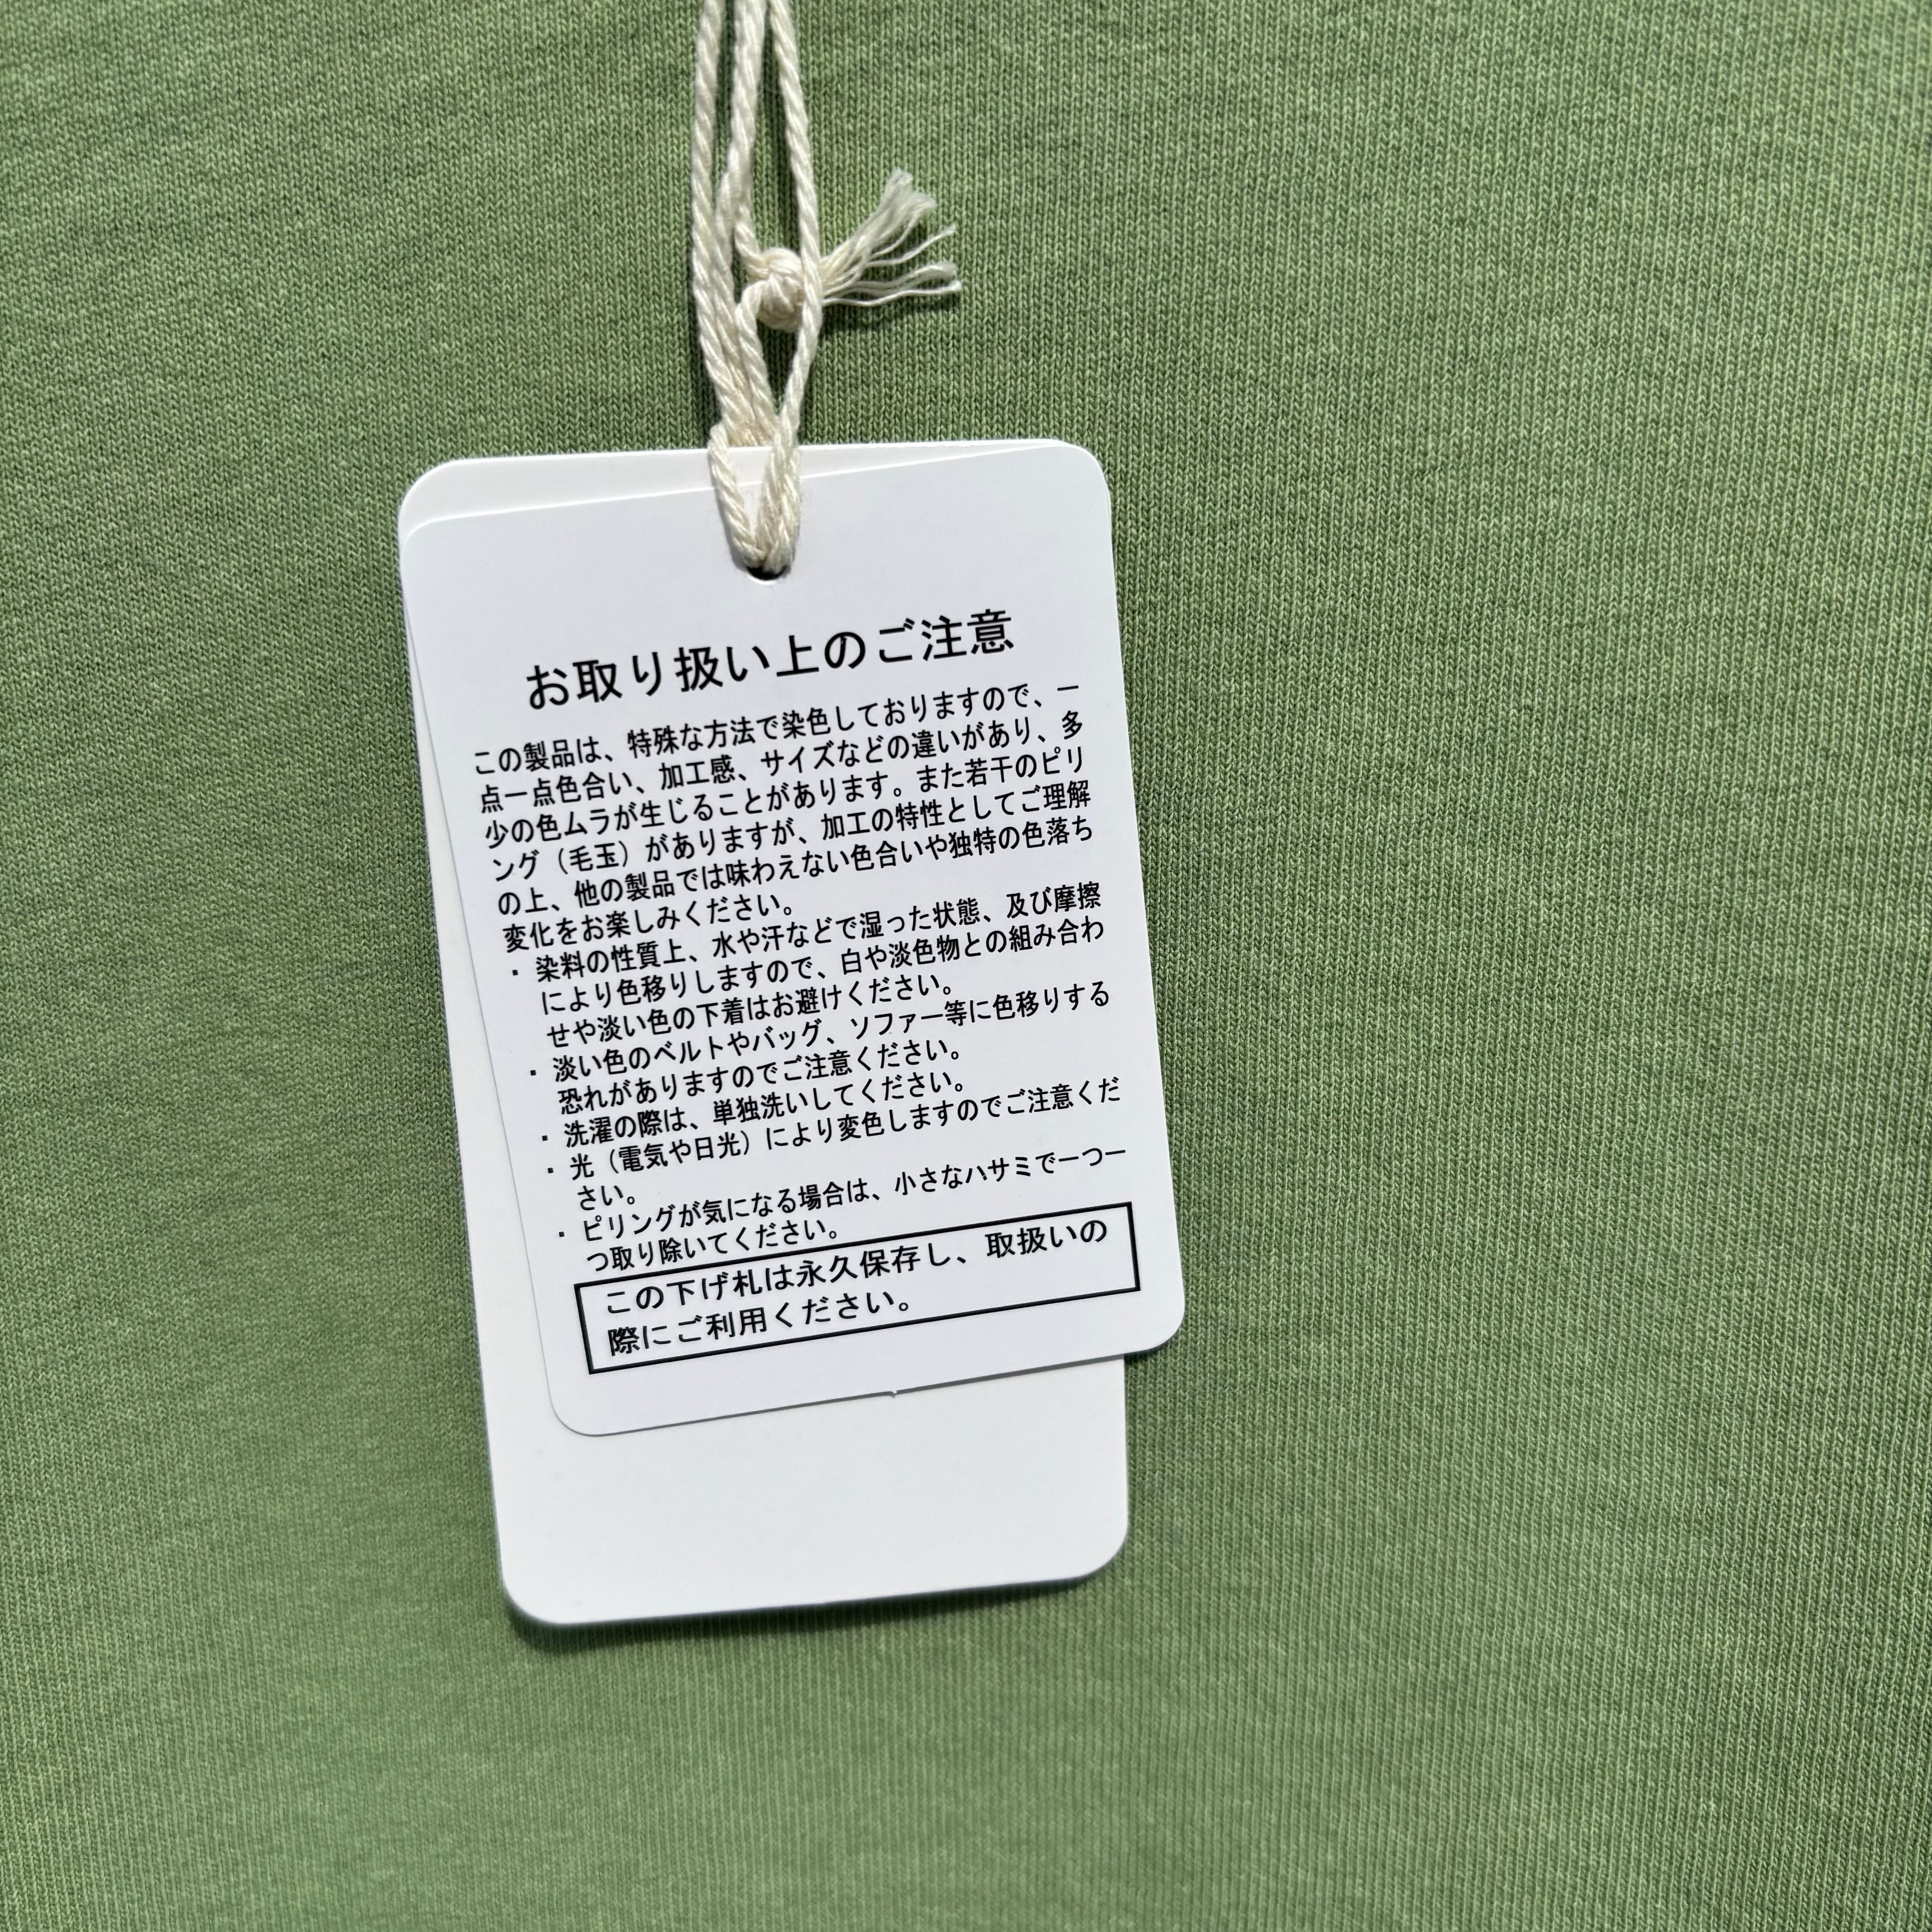 お取り扱い上のご注意
この製品は、特殊な方法で染色しておりますので、一
点一点色合い、加工感、サイズなどの違いがあり、多
少の色ムラが生じることがあります。また若干のピリ
ング（毛玉）がありますが、加工の特性としてご理解
の上、他の製品では味わえない色合いや独特の色落ち
変化をお楽しみください。
・染料の性質上、水や汗などで湿った状態、及び摩擦
により色移りしますので、白や淡色物との組み合わ
せや淡い色の下着はお避けください。
・淡い色のベルトやバッグ、ソファー等に色移りする
恐れがありますのでご注意ください。
・洗濯の際は、単独洗いしてください。
・光（電気や日光）により変色しますのでご注意くだ
さい。
・ピリングが気になる場合は、小さなハサミで一つ一
つ取り除いてください。
この下げ札は永久保存し、取扱いの
際にご利用ください。